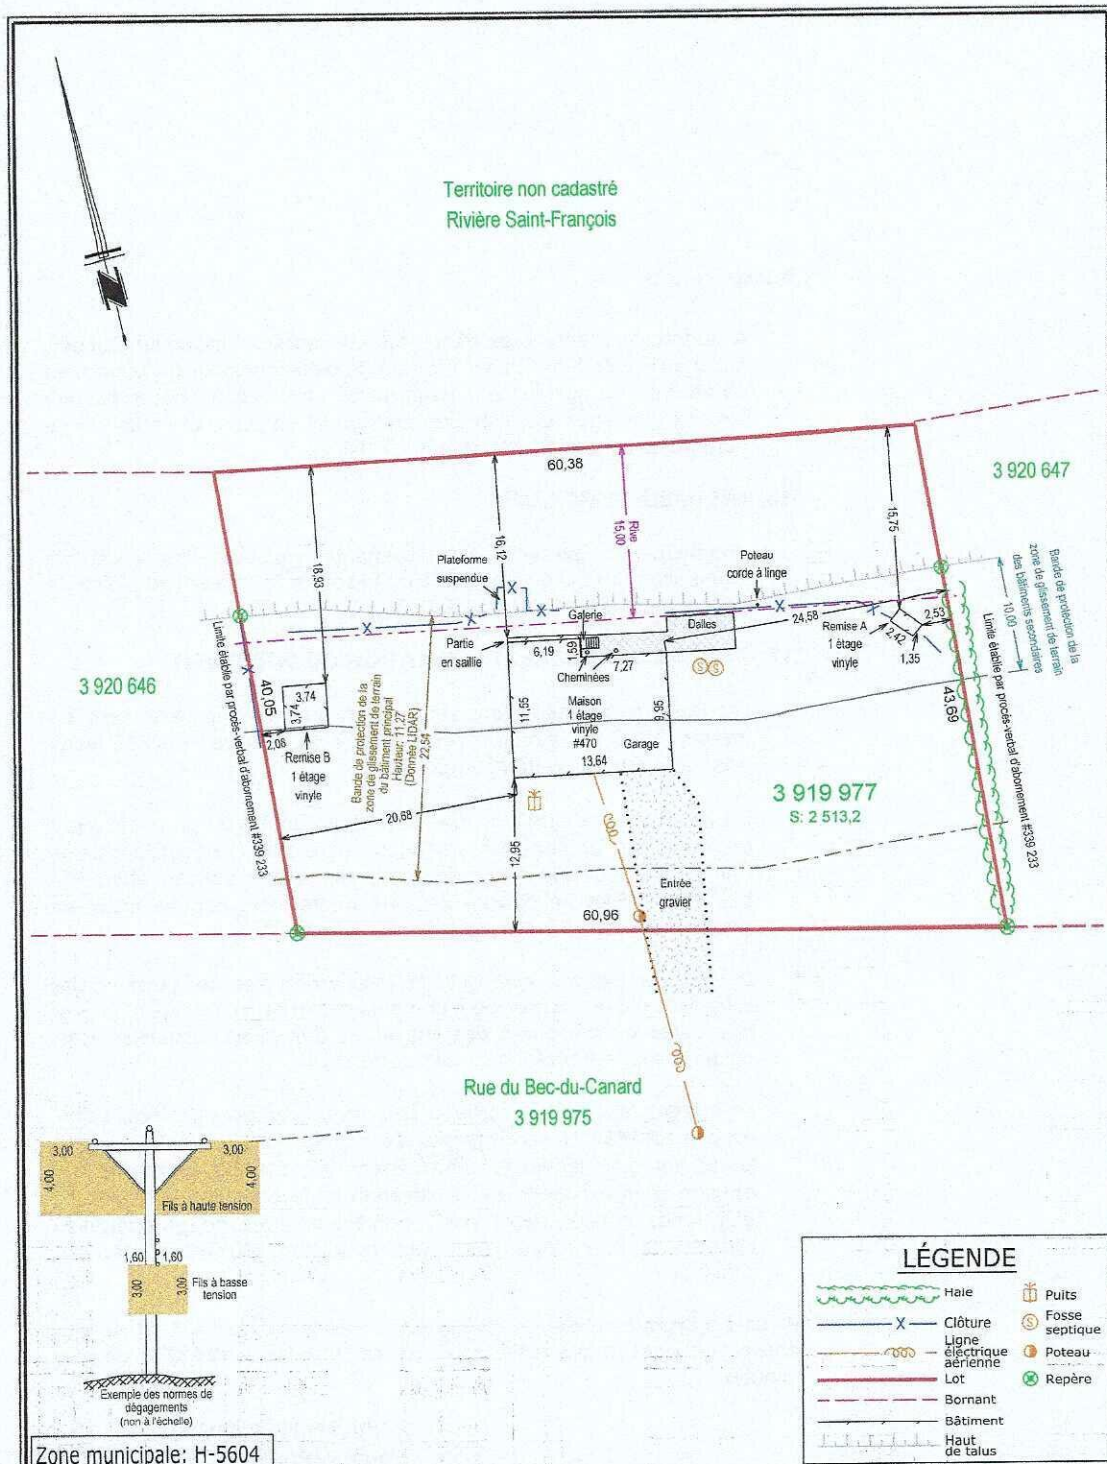 Territoire non cadastré
Rivière Saint-François
60,38
3 920 647
18,93
16,12
Rive
15,00
15,75
Plateforme
suspendue
Poteau
corde à linge
Bande de protection de la
zone de glissement de terrain
des bâtiments secondaires
10,00
Galerie
Dalles
24,58
2,53
Remise A
1 étage
vinyle
2,42
1,35
Partie
en saillie
6,19
1,59
7,27
Cheminées
Limite établie par procès-verbal d'abornement #339 233
40,05
3 920 646
3,74
3,74
2,08
Remise B
1 étage
vinyle
Bande de protection de la
zone de glissement de terrain
du bâtiment principal
Hauteur: 11,27
(Donnée LIDAR)
22,54
11,55
Maison
1 étage
vinyle
#470
13,64
Garage
9,95
43,69
Limite établie par procès-verbal d'abornement #339 233
3 919 977
S: 2 513,2
20,68
12,95
Entrée
gravier
60,96
Rue du Bec-du-Canard
3 919 975
3,00
3,00
4,00
4,00
Fils à haute tension
1,60
1,60
3,00
3,00
Fils à basse
tension
Exemple des normes de
dégagements
(non à l'échelle)
Zone municipale: H-5604
LÉGENDE
Haie
Clôture
Ligne
électrique
aérienne
Lot
Bornant
Bâtiment
Haut
de talus
Puits
S
Fosse
septique
Poteau
Repère